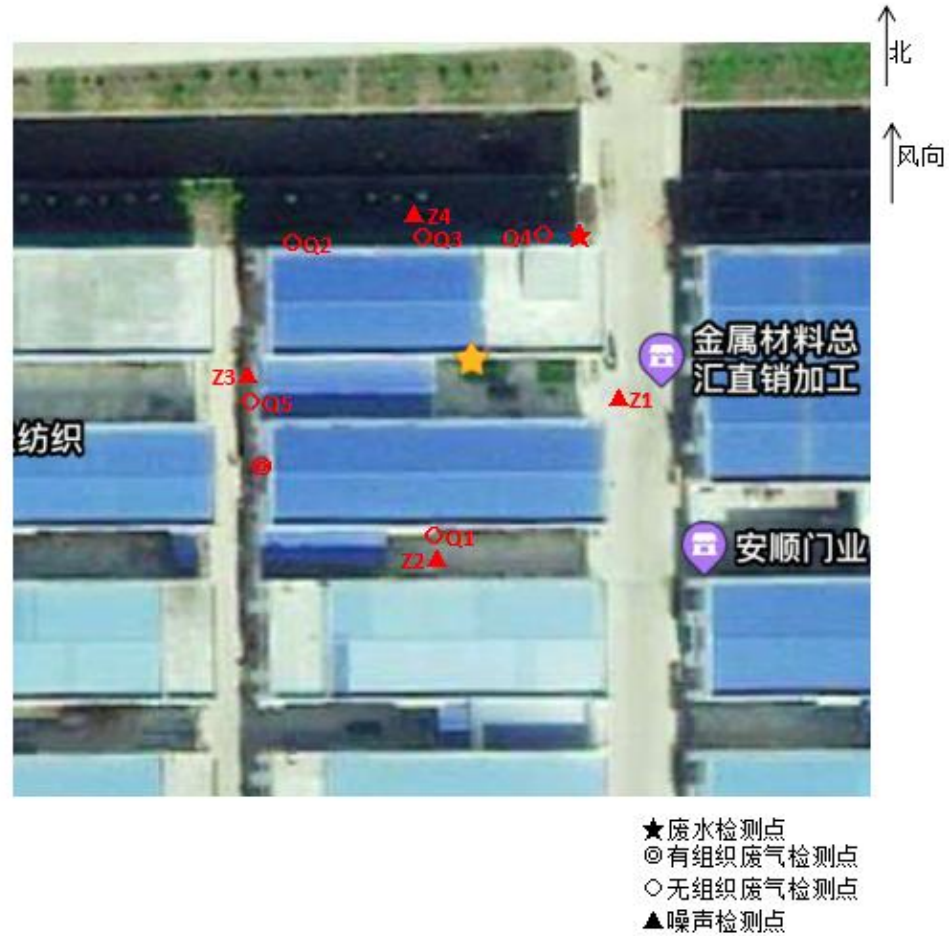 北
风向
Z4
Q2
Q3
Q4
金属材料总
汇直销加工
Z3
Q5
Z1
纺织
Q1
Z2
安顺门业
★废水检测点
◎有组织废气检测点
○无组织废气检测点
▲噪声检测点